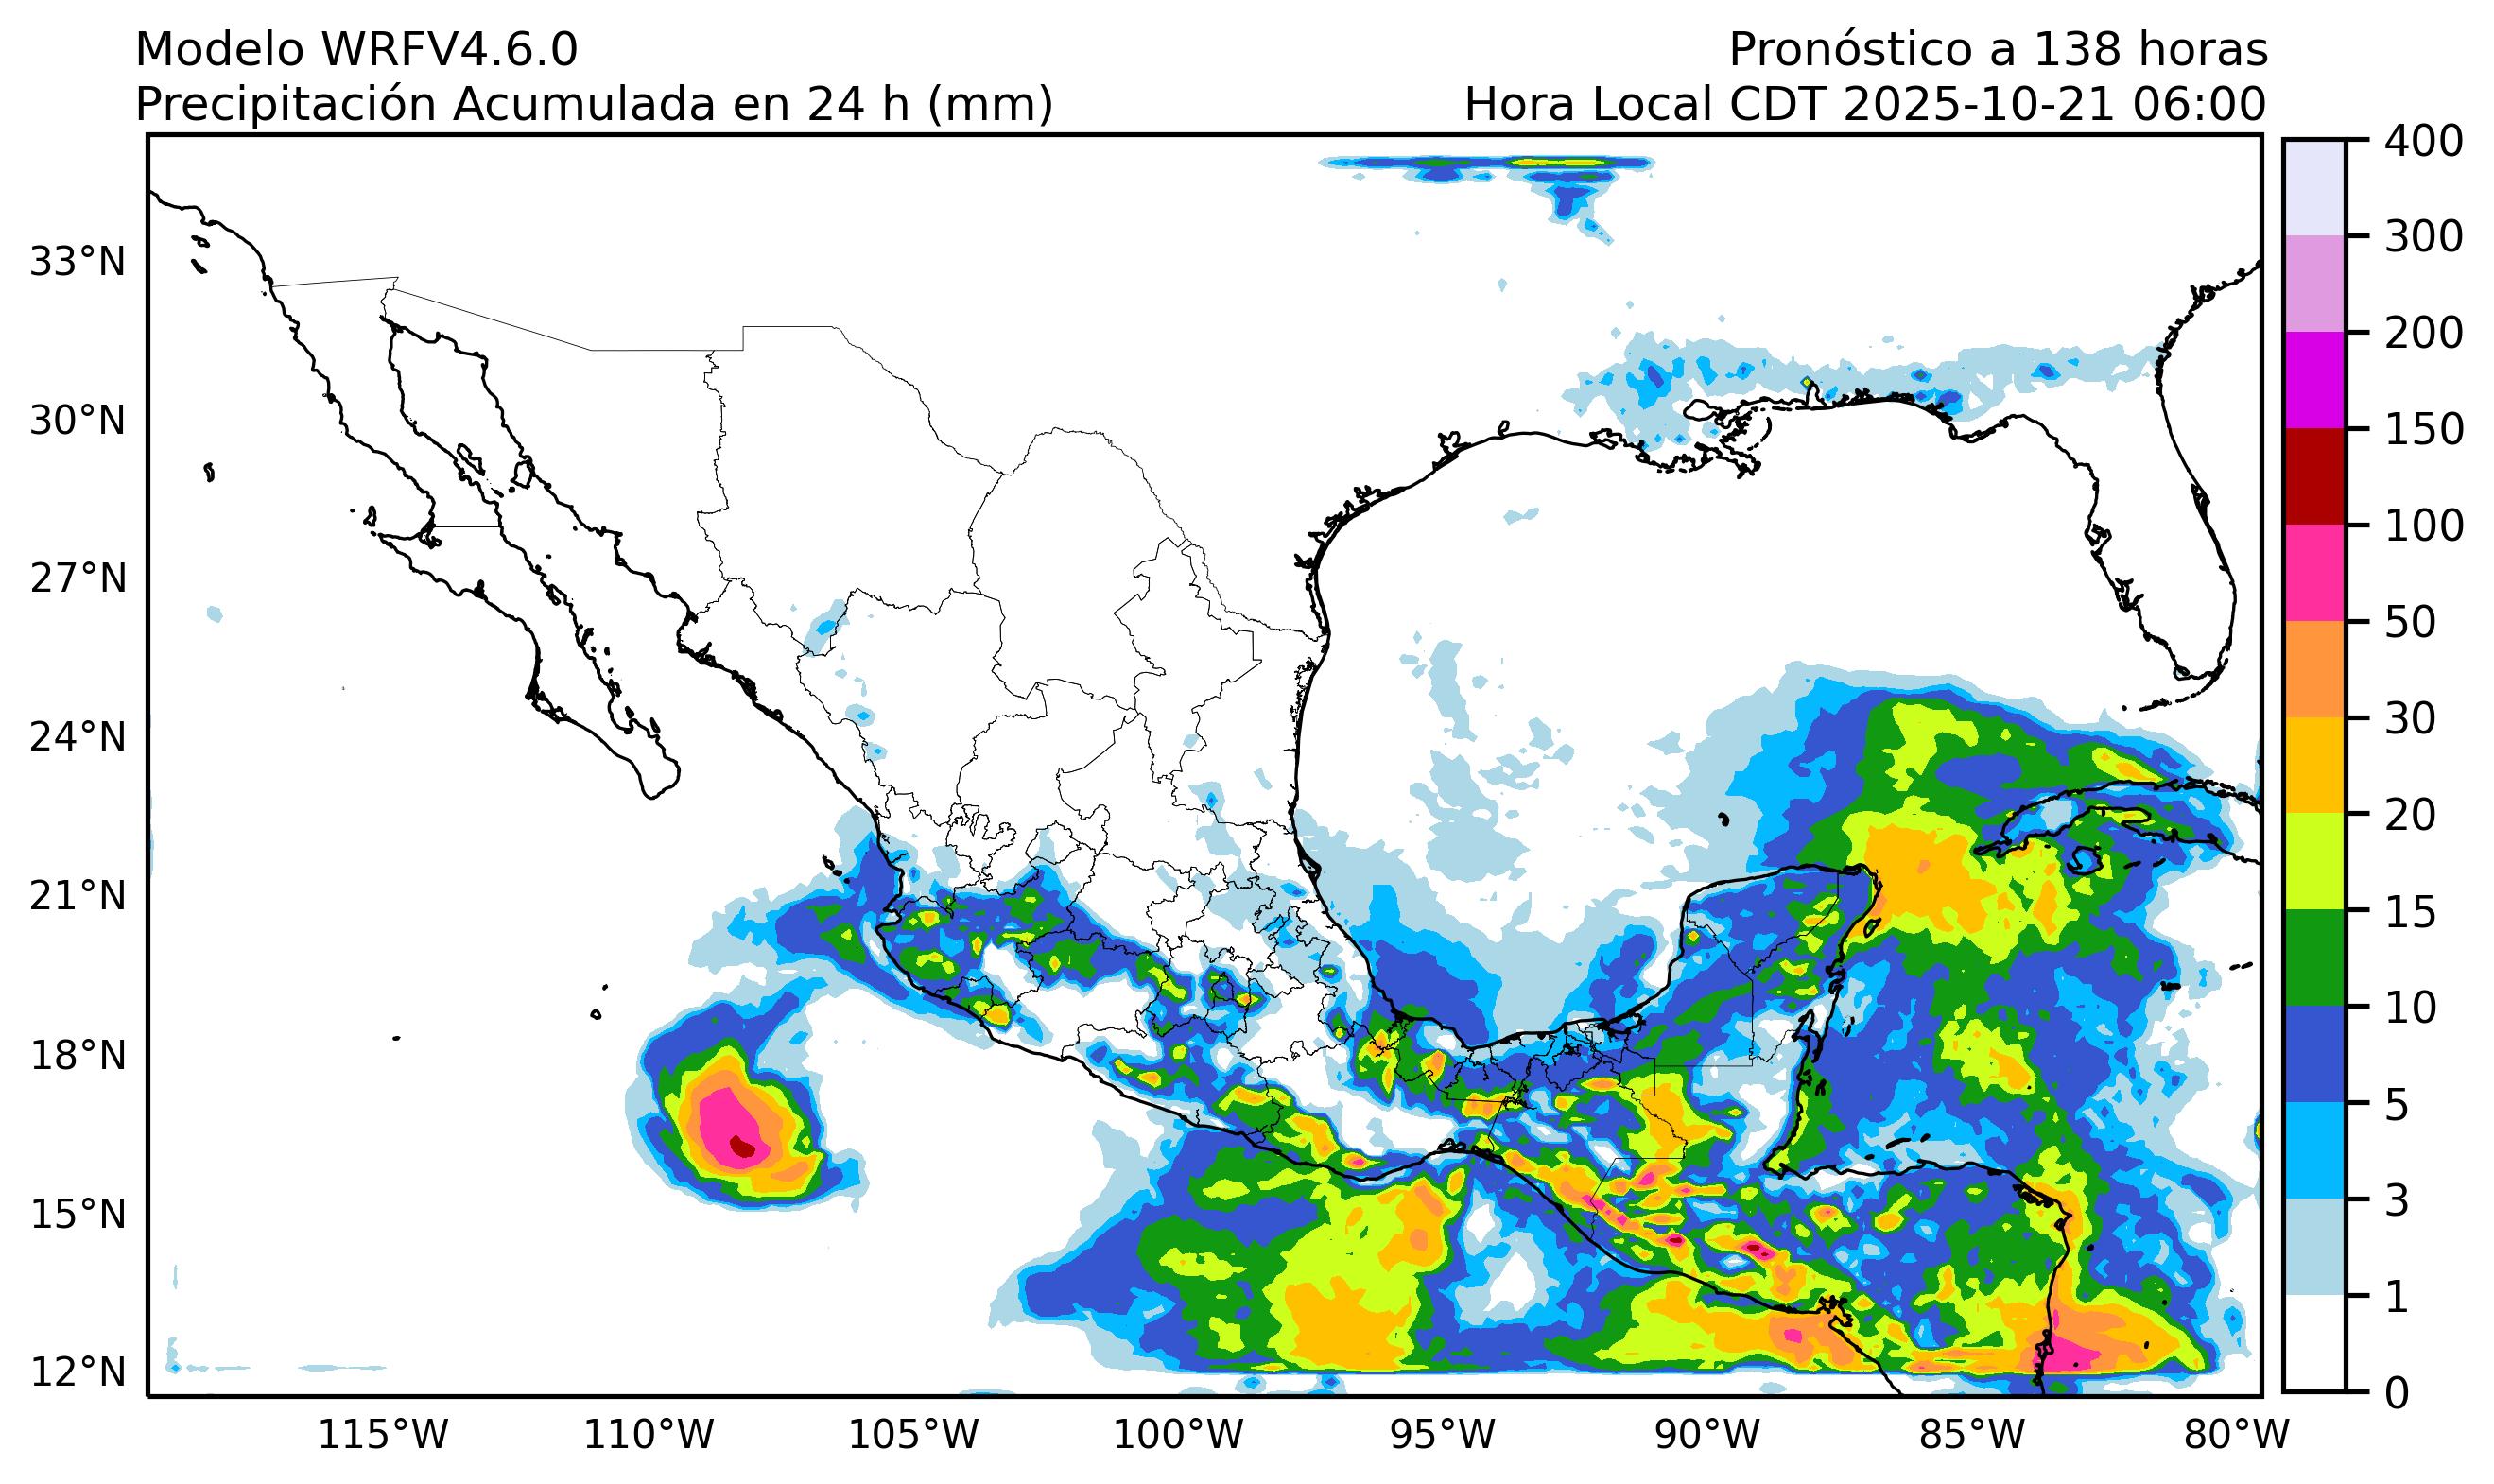 Modelo WRFV4.6.0
Pronóstico a 138 horas
Precipitación Acumulada en 24 h (mm)
Hora Local CDT 2025-10-21 06:00
33°N
30°N
27°N
24°N
21°N
18°N
15°N
12°N
115°W
110°W
105°W
100°W
95°W
90°W
85°W
80°W
400
300
200
150
100
50
30
20
15
10
5
3
1
0